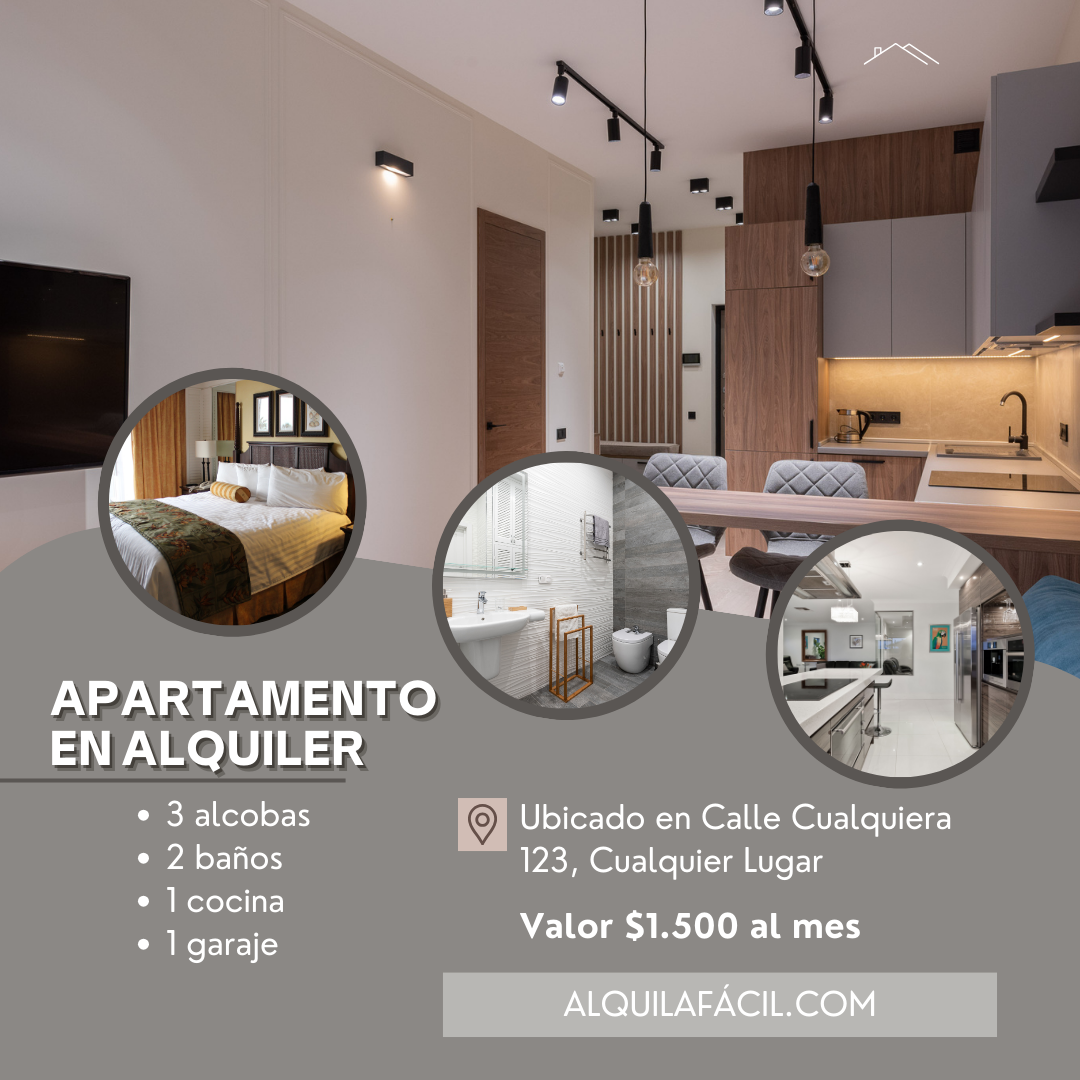 APARTAMENTO
EN ALQUILER
• 3 alcobas
• 2 baños
• 1 cocina
• 1 garaje
Ubicado en Calle Cualquiera
123, Cualquier Lugar
Valor $1.500 al mes
ALQUILAFÁCIL.COM